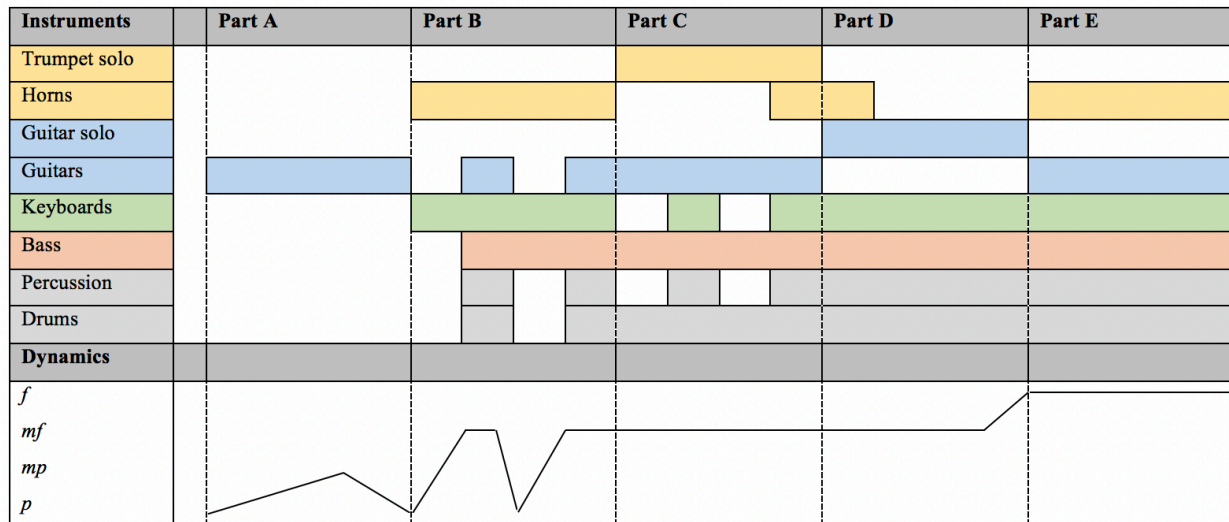 Instruments Part A Part B Part C Part D Part E
Trumpet solo
Horns
Guitar solo
Guitars
Keyboards
Bass
Percussion
Drums
Dynamics
f
mf
mp
p